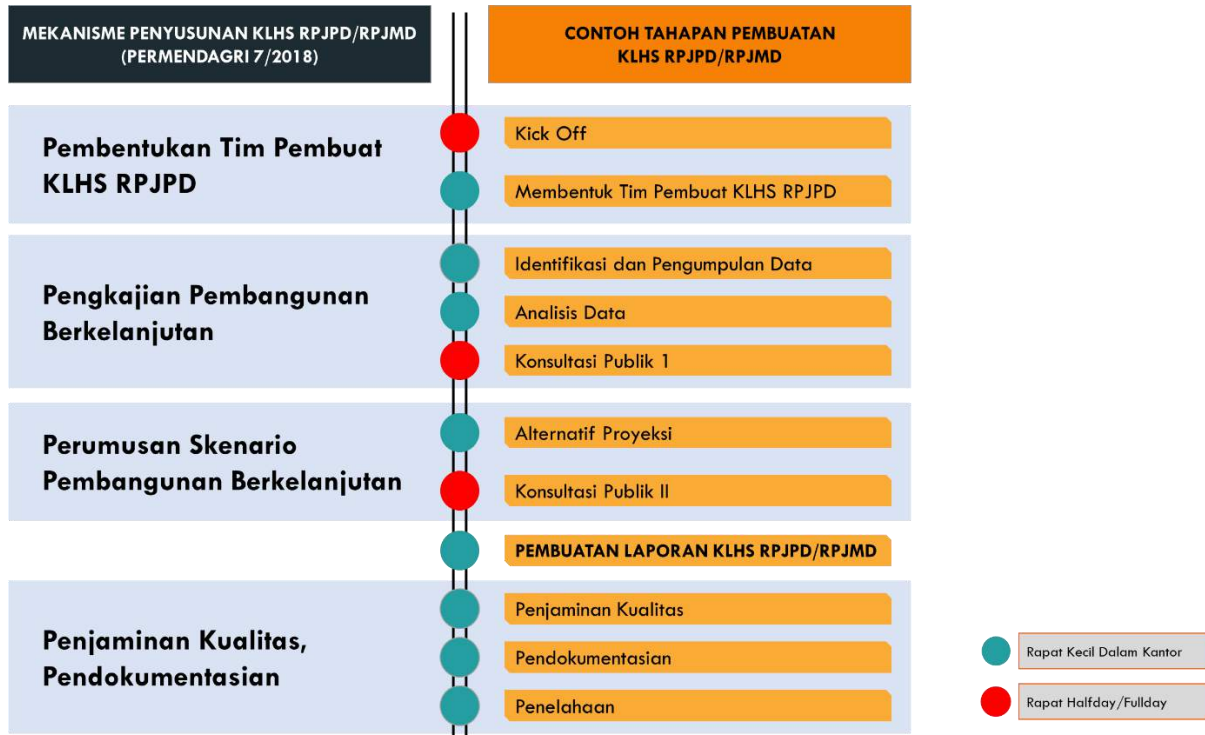 MEKANISME PENYUSUNAN KLHS RPJPD/RPJMD
(PERMENDAGRI 7/2018)
CONTOH TAHAPAN PEMBUATAN
KLHS RPJPD/RPJMD
Pembentukan Tim Pembuat
KLHS RPJPD
Kick Off
Membentuk Tim Pembuat KLHS RPJPD
Pengkajian Pembangunan
Berkelanjutan
Identifikasi dan Pengumpulan Data
Analisis Data
Konsultasi Publik 1
Perumusan Skenario
Pembangunan Berkelanjutan
Alternatif Proyeksi
Konsultasi Publik II
PEMBUATAN LAPORAN KLHS RPJPD/RPJMD
Penjaminan Kualitas,
Pendokumentasian
Penjaminan Kualitas
Pendokumentasian
Penelahaan
Rapat Kecil Dalam Kantor
Rapat Halfday/Fullday